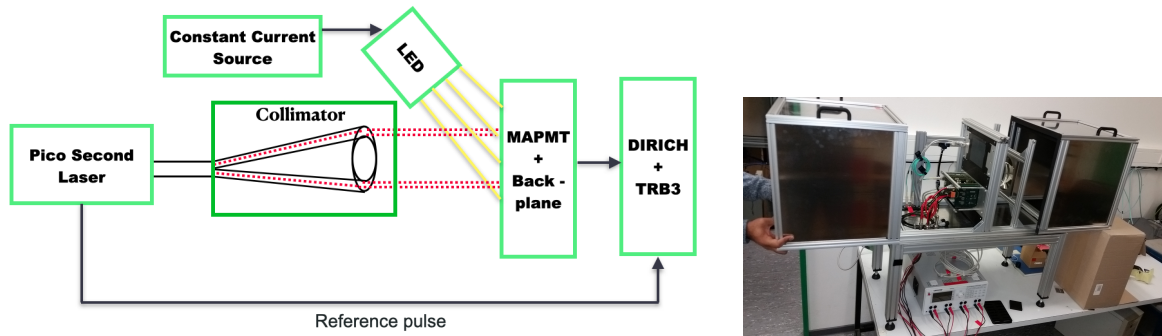 Constant Current
Source
LED
Collimator
Pico Second
Laser
MAPMT
+
Back -
plane
DIRICH
+
TRB3
Reference pulse